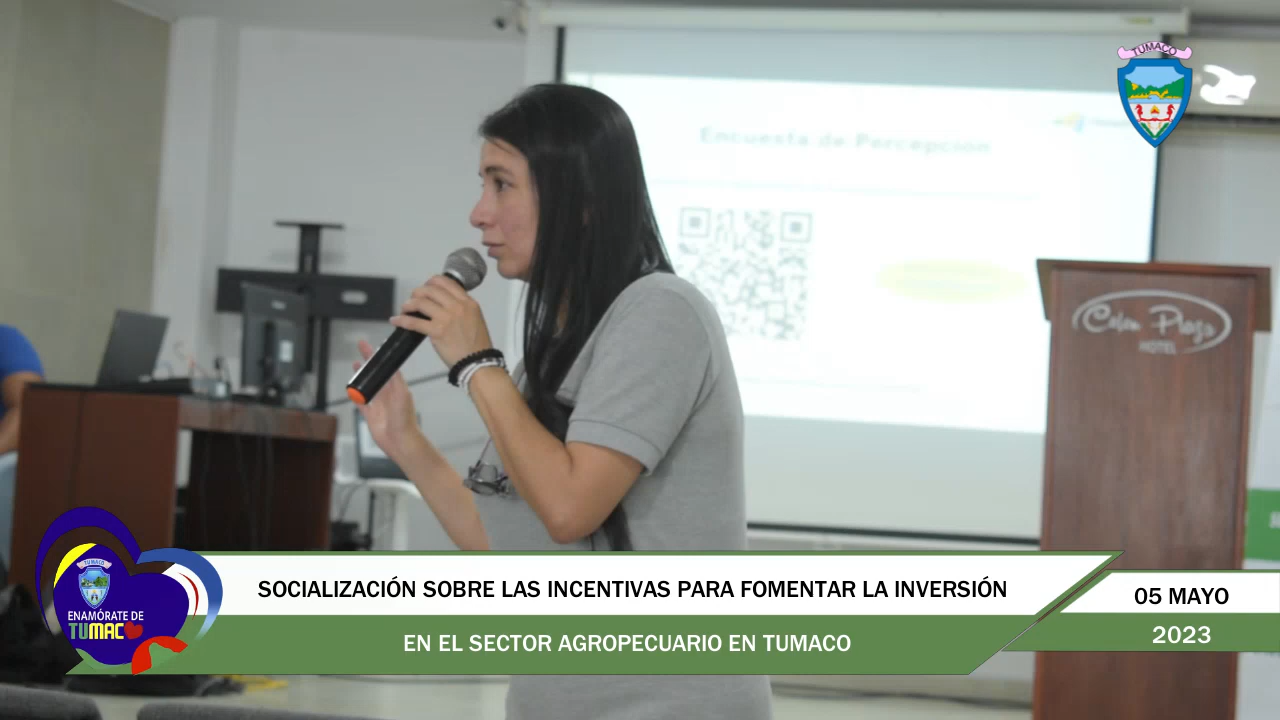 TUMACO
Encuesta de Percepción
Colon Plaza
HOTEL
TUMACO
ENAMÓRATE DE
TUMACO
SOCIALIZACIÓN SOBRE LAS INCENTIVAS PARA FOMENTAR LA INVERSIÓN
EN EL SECTOR AGROPECUARIO EN TUMACO
05 MAYO
2023